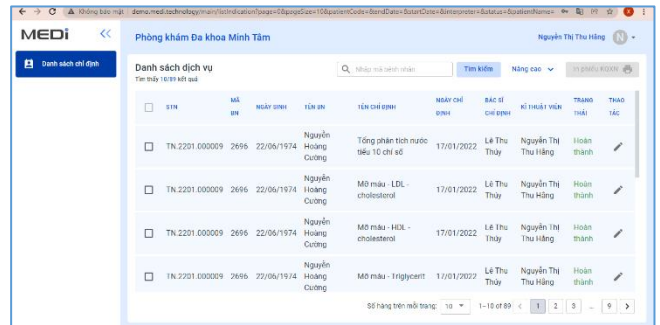 Không bảo mật | demo.medi.technology/main/listIndication?page=0&pageSize=10&patientCode=&endDate=&startDate=&interpreter=&status=&patientName=
MEDi
Phòng khám Đa khoa Minh Tâm
Nguyễn Thị Thu Hằng
N
Danh sách chỉ định
Danh sách dịch vụ
Tìm thấy 10/89 kết quả
Nhập mã bệnh nhân
Tìm kiếm
Nâng cao
In phiếu KQXN
STN MÃ BN NGÀY SINH TÊN BN TÊN CHỈ ĐỊNH NGÀY CHỈ ĐỊNH BÁC SĨ CHỈ ĐỊNH KĨ THUẬT VIÊN TRẠNG THÁI THAO TÁC
TN.2201.000009 2696 22/06/1974 Nguyễn Hoàng Cường Tổng phân tích nước tiểu 10 chỉ số 17/01/2022 Lê Thu Thủy Nguyễn Thị Thu Hằng Hoàn thành
TN.2201.000009 2696 22/06/1974 Nguyễn Hoàng Cường Mỡ máu - LDL - cholesterol 17/01/2022 Lê Thu Thủy Nguyễn Thị Thu Hằng Hoàn thành
TN.2201.000009 2696 22/06/1974 Nguyễn Hoàng Cường Mỡ máu - HDL - cholesterol 17/01/2022 Lê Thu Thủy Nguyễn Thị Thu Hằng Hoàn thành
TN.2201.000009 2696 22/06/1974 Nguyễn Hoàng Cường Mỡ máu - Triglycerit 17/01/2022 Lê Thu Thủy Nguyễn Thị Thu Hằng Hoàn thành
Số hàng trên mỗi trang: 10 1-10 of 89 < 1 2 3 ... 9 >